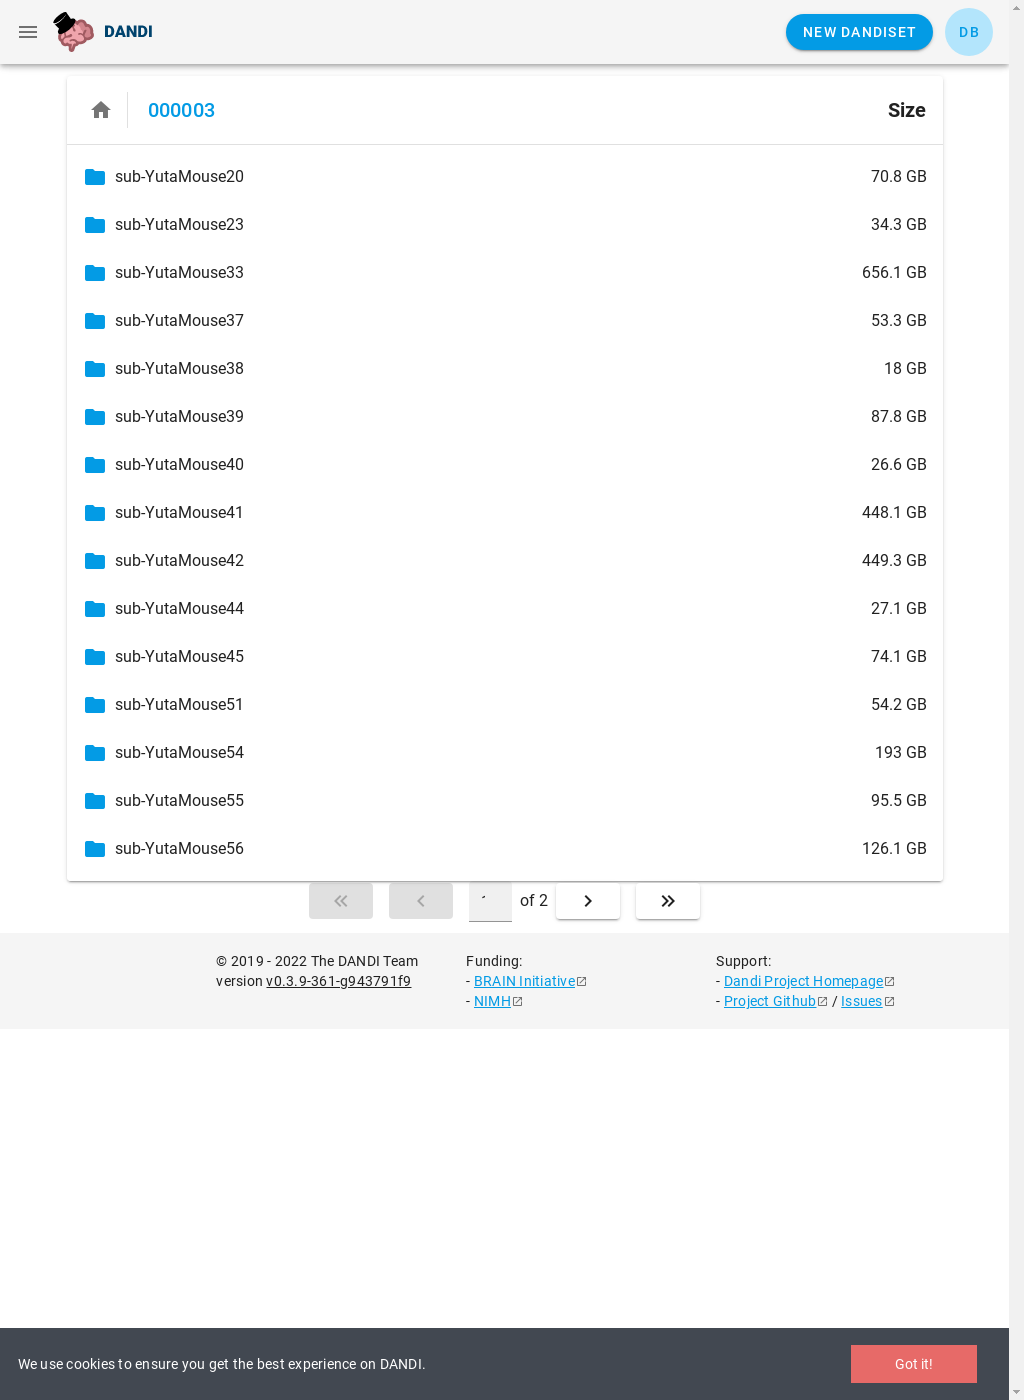 DANDI
NEW DANDISET
DB
000003
Size
sub-YutaMouse20 70.8 GB
sub-YutaMouse23 34.3 GB
sub-YutaMouse33 656.1 GB
sub-YutaMouse37 53.3 GB
sub-YutaMouse38 18 GB
sub-YutaMouse39 87.8 GB
sub-YutaMouse40 26.6 GB
sub-YutaMouse41 448.1 GB
sub-YutaMouse42 449.3 GB
sub-YutaMouse44 27.1 GB
sub-YutaMouse45 74.1 GB
sub-YutaMouse51 54.2 GB
sub-YutaMouse54 193 GB
sub-YutaMouse55 95.5 GB
sub-YutaMouse56 126.1 GB
of 2
© 2019 - 2022 The DANDI Team
version v0.3.9-361-g943791f9
Funding:
- BRAIN Initiative
- NIMH
Support:
- Dandi Project Homepage
- Project Github / Issues
We use cookies to ensure you get the best experience on DANDI.
Got it!